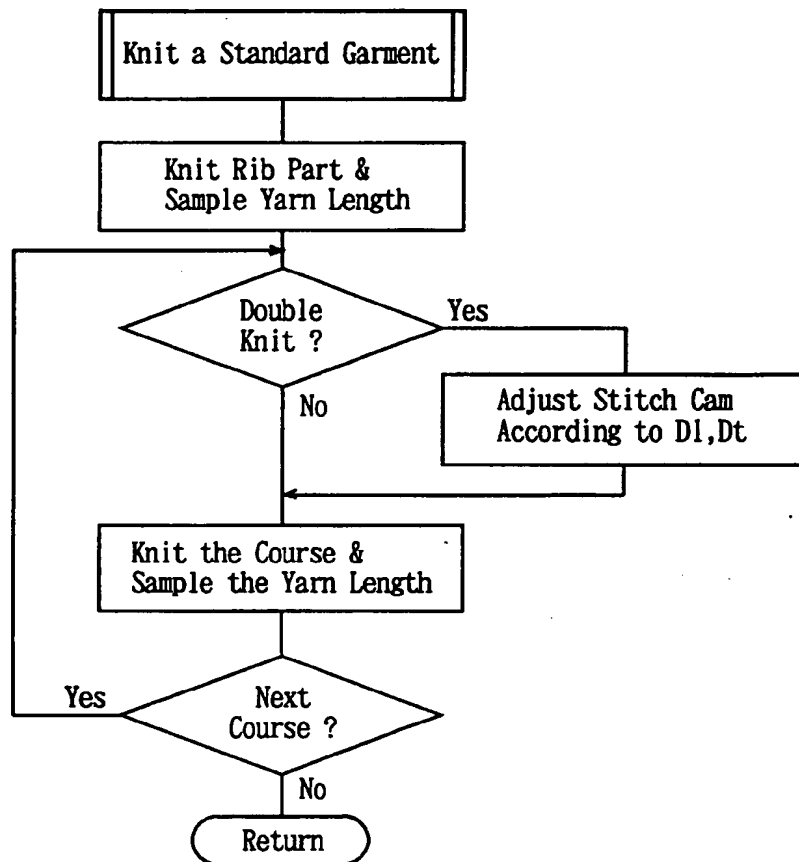 Knit a Standard Garment
Knit Rib Part &
Sample Yarn Length
Double
Knit ?
Yes
No
Adjust Stitch Cam
According to Dl,Dt
Knit the Course &
Sample the Yarn Length
Yes
Next
Course ?
No
Return